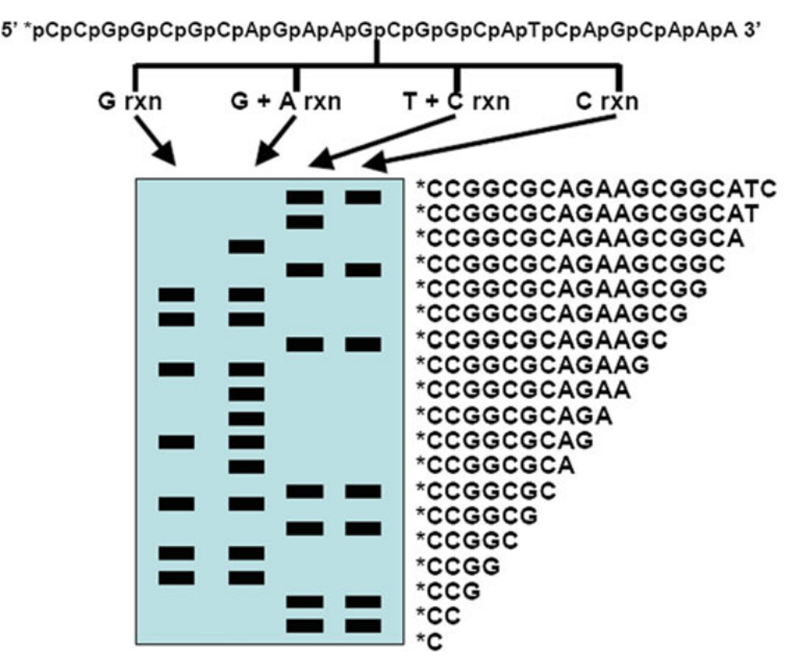 5’ *pCpCpGpGpCpGpCpApGpApApGpCpGpGpCpApTpCpApGpCpApApA 3’
G rxn G + A rxn T + C rxn C rxn
*CCGGCGCAGAAGCGGCATC
*CCGGCGCAGAAGCGGCAT
*CCGGCGCAGAAGCGGCA
*CCGGCGCAGAAGCGGC
*CCGGCGCAGAAGCGG
*CCGGCGCAGAAGCG
*CCGGCGCAGAAGC
*CCGGCGCAGAAG
*CCGGCGCAGAA
*CCGGCGCAGA
*CCGGCGCAG
*CCGGCGCA
*CCGGCGC
*CCGGCG
*CCGGC
*CCGG
*CCG
*CC
*C